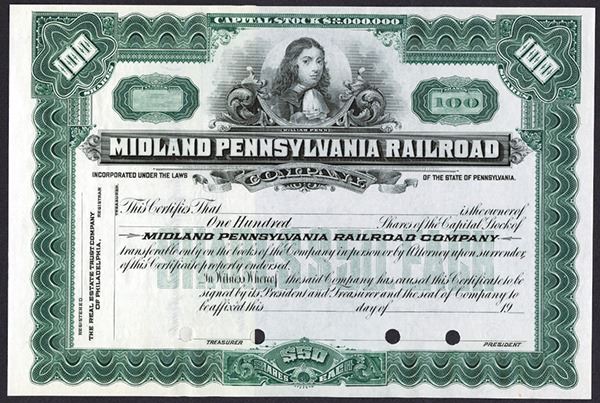 CAPITAL STOCK $2,000,000
100 SHARES
100 SHARES
100
WILLIAM PENN
MIDLAND PENNSYLVANIA RAILROAD
COMPANY
INCORPORATED UNDER THE LAWS
OF THE STATE OF PENNSYLVANIA.
This Certifies That is the owner of
One Hundred Shares of the Capital Stock of
MIDLAND PENNSYLVANIA RAILROAD COMPANY
transferable only on the books of the Company in person or by Attorney upon surrender
of this Certificate properly endorsed.
In Witness Whereof the said Company has caused this Certificate to be
signed by its President and Treasurer and the seal of Company to
be affixed this day of 19
TREASURER
PRESIDENT
REGISTERED.
THE REAL ESTATE TRUST COMPANY
OF PHILADELPHIA,
REGISTRAR
TREASURER.
$50
SHARES
EACH